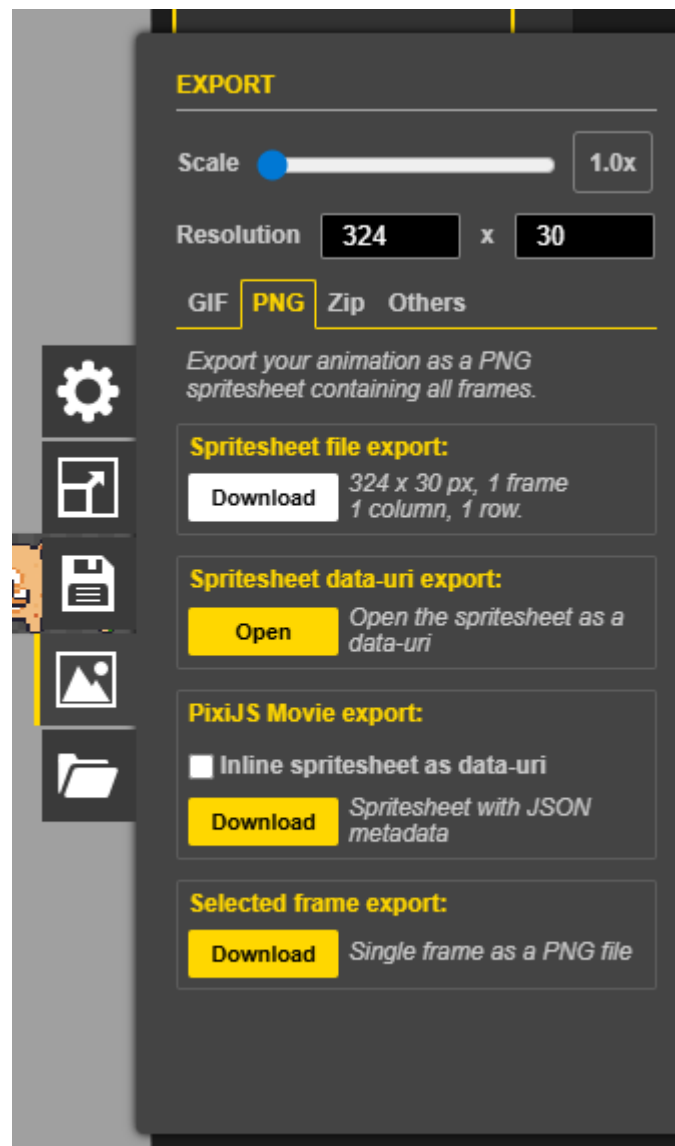 EXPORT
Scale 1.0x
Resolution 324 x 30
GIF PNG Zip Others
Export your animation as a PNG
spritesheet containing all frames.
Spritesheet file export:
Download 324 x 30 px, 1 frame
1 column, 1 row.
Spritesheet data-uri export:
Open Open the spritesheet as a
data-uri
PixiJS Movie export:
Inline spritesheet as data-uri
Download Spritesheet with JSON
metadata
Selected frame export:
Download Single frame as a PNG file